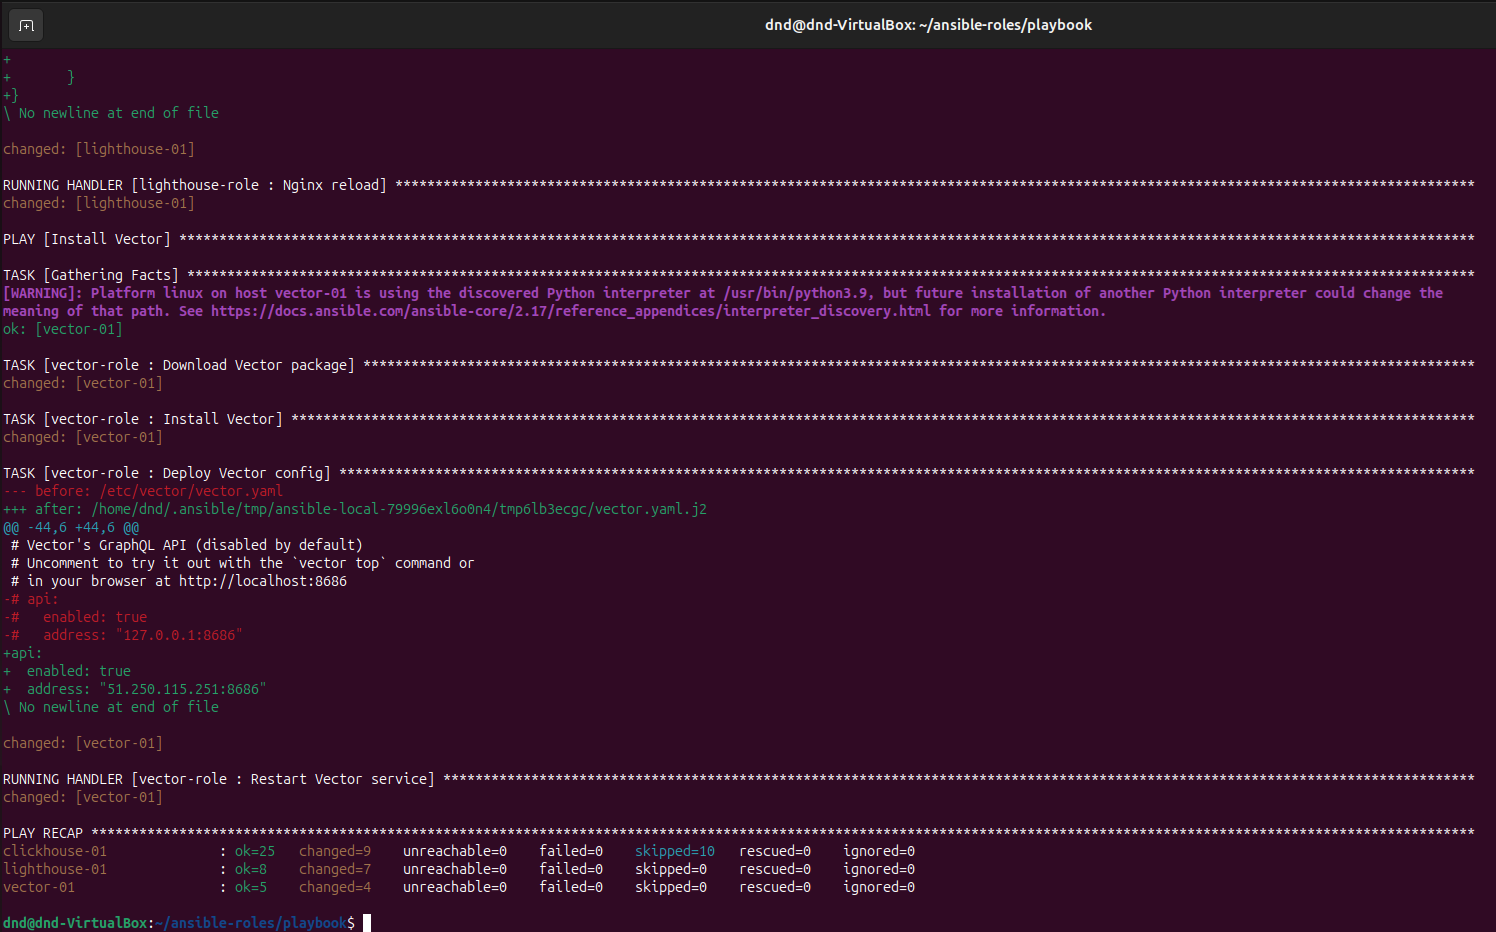 dnd@dnd-VirtualBox: ~/ansible-roles/playbook
+
+       }
+}
\ No newline at end of file
changed: [lighthouse-01]
RUNNING HANDLER [lighthouse-role : Nginx reload] ***************************************************************************************************************************************
changed: [lighthouse-01]
PLAY [Install Vector] ******************************************************************************************************************************************************************
TASK [Gathering Facts] *****************************************************************************************************************************************************************
[WARNING]: Platform linux on host vector-01 is using the discovered Python interpreter at /usr/bin/python3.9, but future installation of another Python interpreter could change the
meaning of that path. See https://docs.ansible.com/ansible-core/2.17/reference_appendices/interpreter_discovery.html for more information.
ok: [vector-01]
TASK [vector-role : Download Vector package] *******************************************************************************************************************************************
changed: [vector-01]
TASK [vector-role : Install Vector] ****************************************************************************************************************************************************
changed: [vector-01]
TASK [vector-role : Deploy Vector config] **********************************************************************************************************************************************
--- before: /etc/vector/vector.yaml
+++ after: /home/dnd/.ansible/tmp/ansible-local-79996exl6o0n4/tmp6lb3ecgc/vector.yaml.j2
@@ -44,6 +44,6 @@
 # Vector's GraphQL API (disabled by default)
 # Uncomment to try it out with the `vector top` command or
 # in your browser at http://localhost:8686
-# api:
-#   enabled: true
-#   address: "127.0.0.1:8686"
+api:
+  enabled: true
+  address: "51.250.115.251:8686"
\ No newline at end of file
changed: [vector-01]
RUNNING HANDLER [vector-role : Restart Vector service] *********************************************************************************************************************************
changed: [vector-01]
PLAY RECAP *****************************************************************************************************************************************************************************
clickhouse-01              : ok=25   changed=9    unreachable=0    failed=0    skipped=10   rescued=0    ignored=0
lighthouse-01              : ok=8    changed=7    unreachable=0    failed=0    skipped=0    rescued=0    ignored=0
vector-01                  : ok=5    changed=4    unreachable=0    failed=0    skipped=0    rescued=0    ignored=0
dnd@dnd-VirtualBox:~/ansible-roles/playbook$